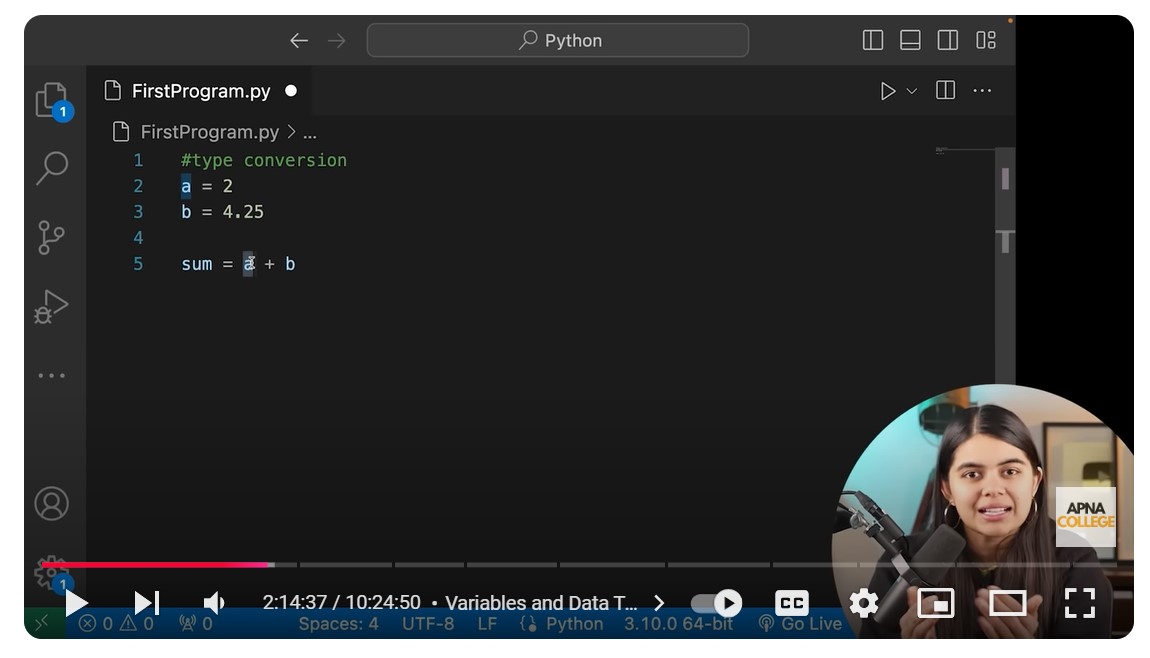 Python
FirstProgram.py
FirstProgram.py > ...
1 #type conversion
2 a = 2
3 b = 4.25
4
5 sum = a + b
1
APNA
COLLEGE
1
2:14:37 / 10:24:50 • Variables and Data T...
CC
0 0 0 Spaces: 4 UTF-8 LF Python 3.10.0 64-bit Go Live